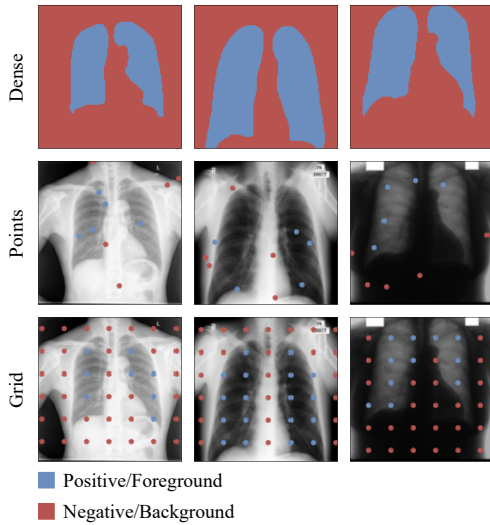 Dense
Points
Grid
Positive/Foreground
Negative/Background